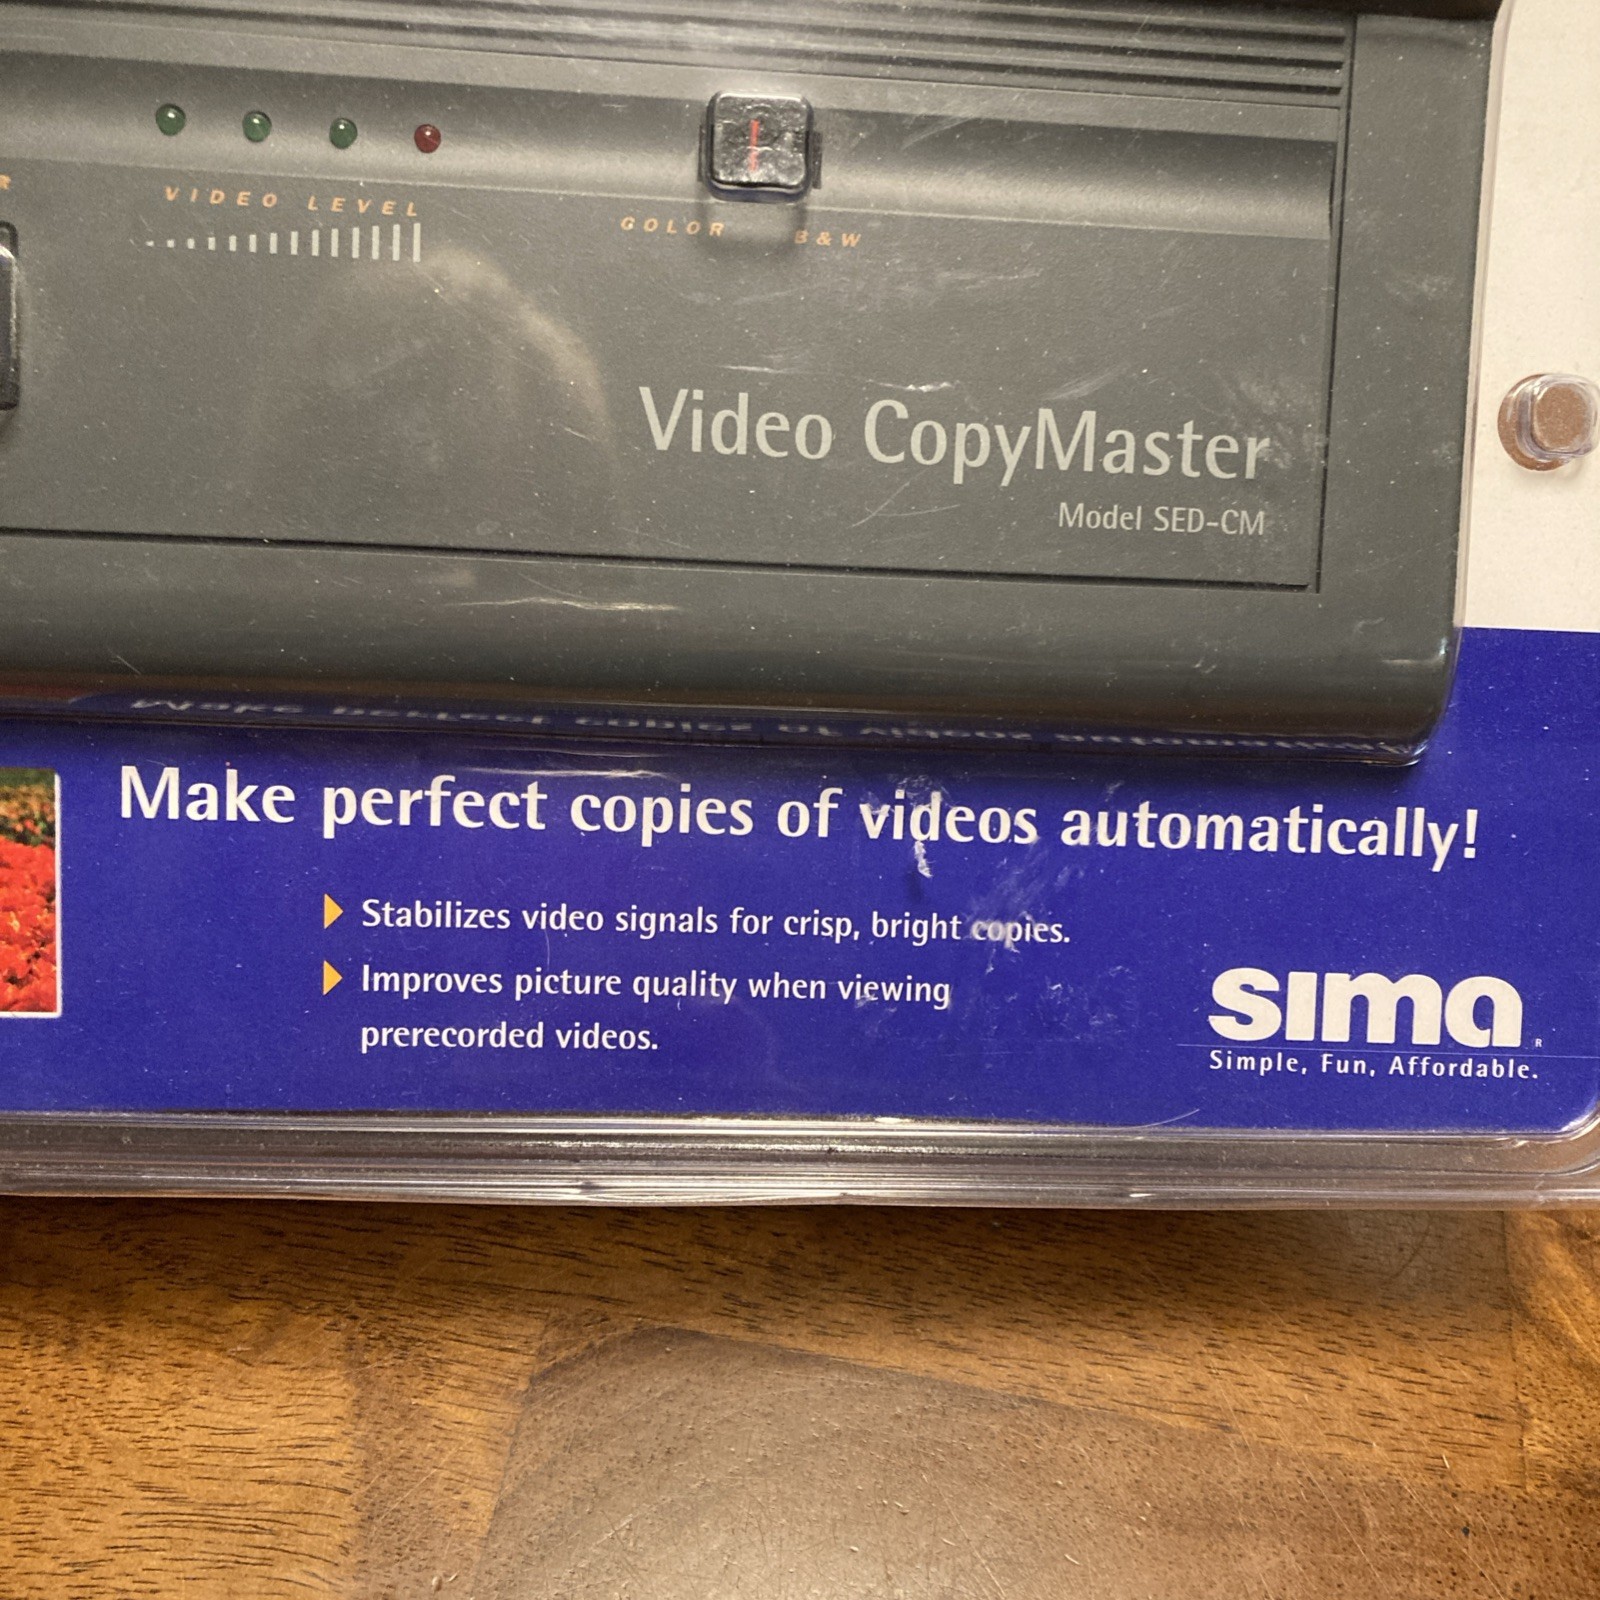 R
VIDEO LEVEL
COLOR B&W
Video CopyMaster
Model SED-CM
Make perfect copies of videos automatically!
Stabilizes video signals for crisp, bright copies.
Improves picture quality when viewing
prerecorded videos.
sima®
Simple, Fun, Affordable.